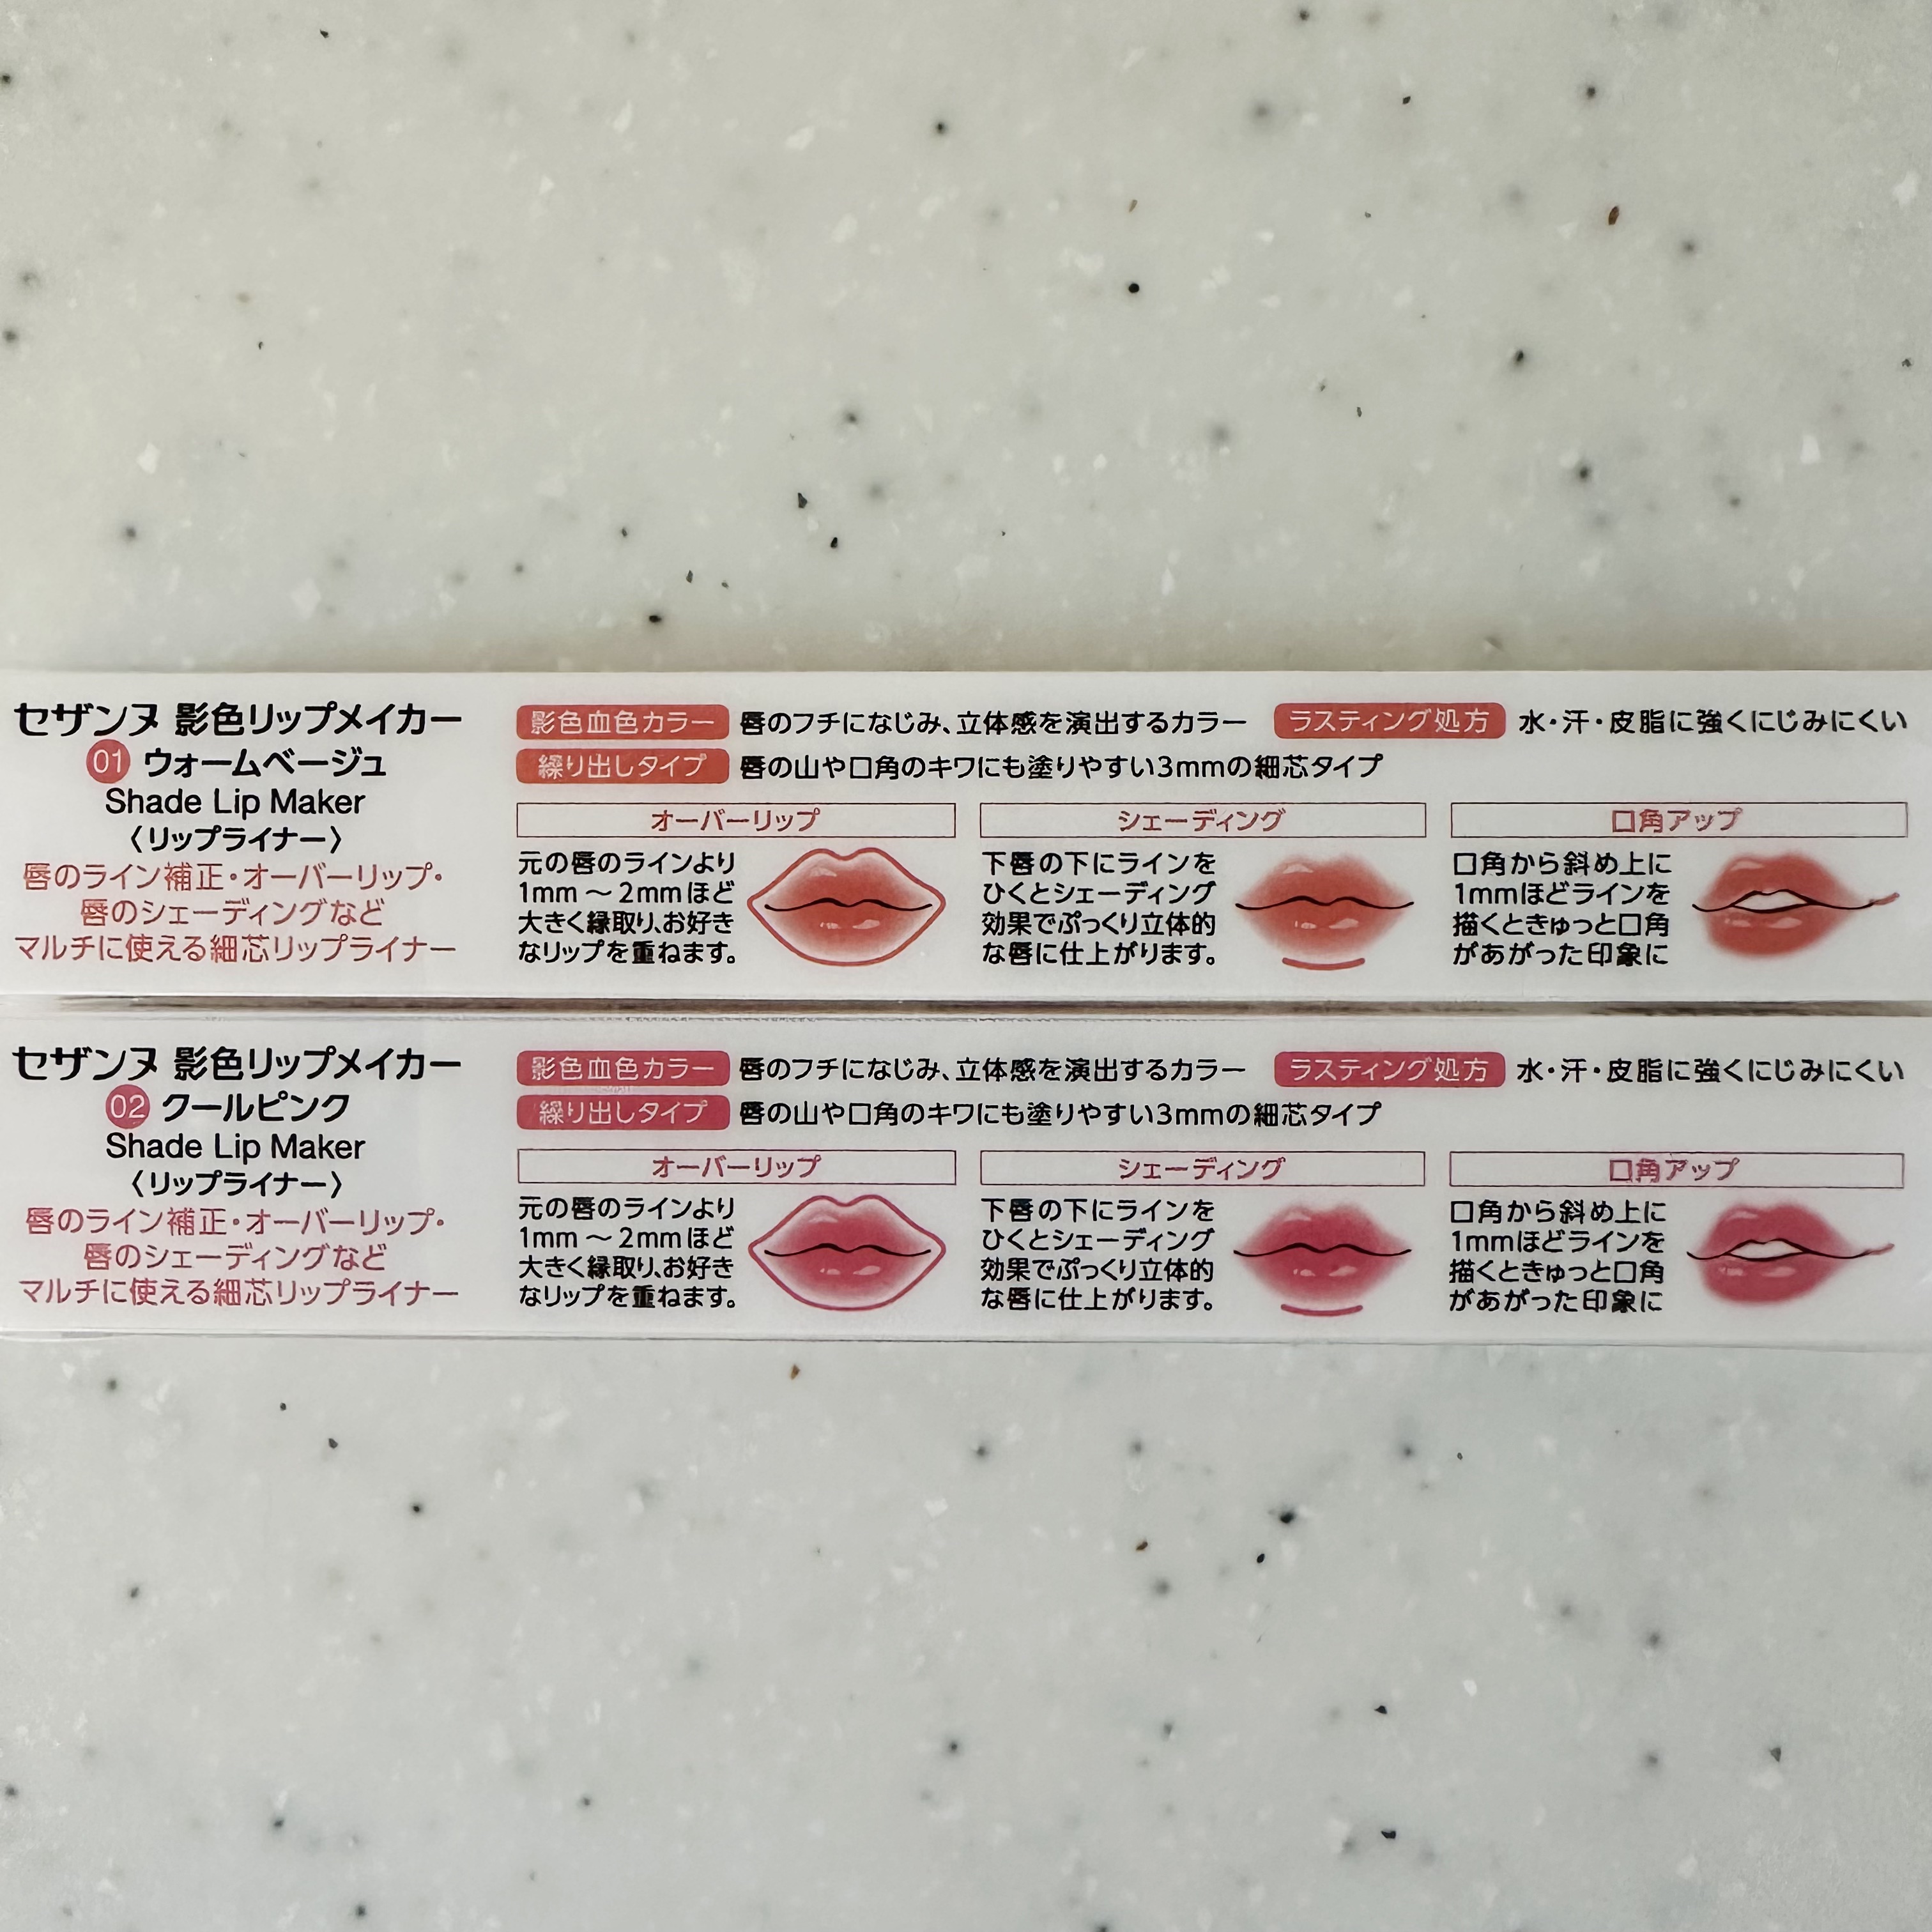 セザンヌ 影色リップメイカー
01 ウォームベージュ
Shade Lip Maker
〈リップライナー〉
唇のライン補正・オーバーリップ・
唇のシェーディングなど
マルチに使える細芯リップライナー
影色血色カラー 唇のフチになじみ、立体感を演出するカラー
ラスティング処方 水・汗・皮脂に強くにじみにくい
繰り出しタイプ 唇の山や口角のキワにも塗りやすい3mmの細芯タイプ
オーバーリップ
元の唇のラインより
1mm～2mmほど
大きく縁取り、お好き
なリップを重ねます。
シェーディング
下唇の下にラインを
ひくとシェーディング
効果でぷっくり立体的
な唇に仕上がります。
口角アップ
口角から斜め上に
1mmほどラインを
描くときゅっと口角
があがった印象に
セザンヌ 影色リップメイカー
02 クールピンク
Shade Lip Maker
〈リップライナー〉
唇のライン補正・オーバーリップ・
唇のシェーディングなど
マルチに使える細芯リップライナー
影色血色カラー 唇のフチになじみ、立体感を演出するカラー
ラスティング処方 水・汗・皮脂に強くにじみにくい
繰り出しタイプ 唇の山や口角のキワにも塗りやすい3mmの細芯タイプ
オーバーリップ
元の唇のラインより
1mm～2mmほど
大きく縁取り、お好き
なリップを重ねます。
シェーディング
下唇の下にラインを
ひくとシェーディング
効果でぷっくり立体的
な唇に仕上がります。
口角アップ
口角から斜め上に
1mmほどラインを
描くときゅっと口角
があがった印象に